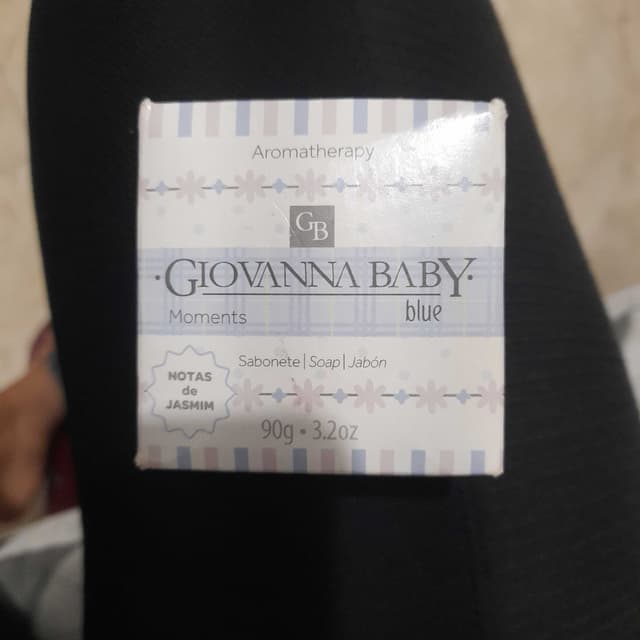 Aromatherapy
GB
GIOVANNA BABY
Moments blue
Sabonete | Soap | Jabón
NOTAS
de
JASMIM
90g • 3.2oz